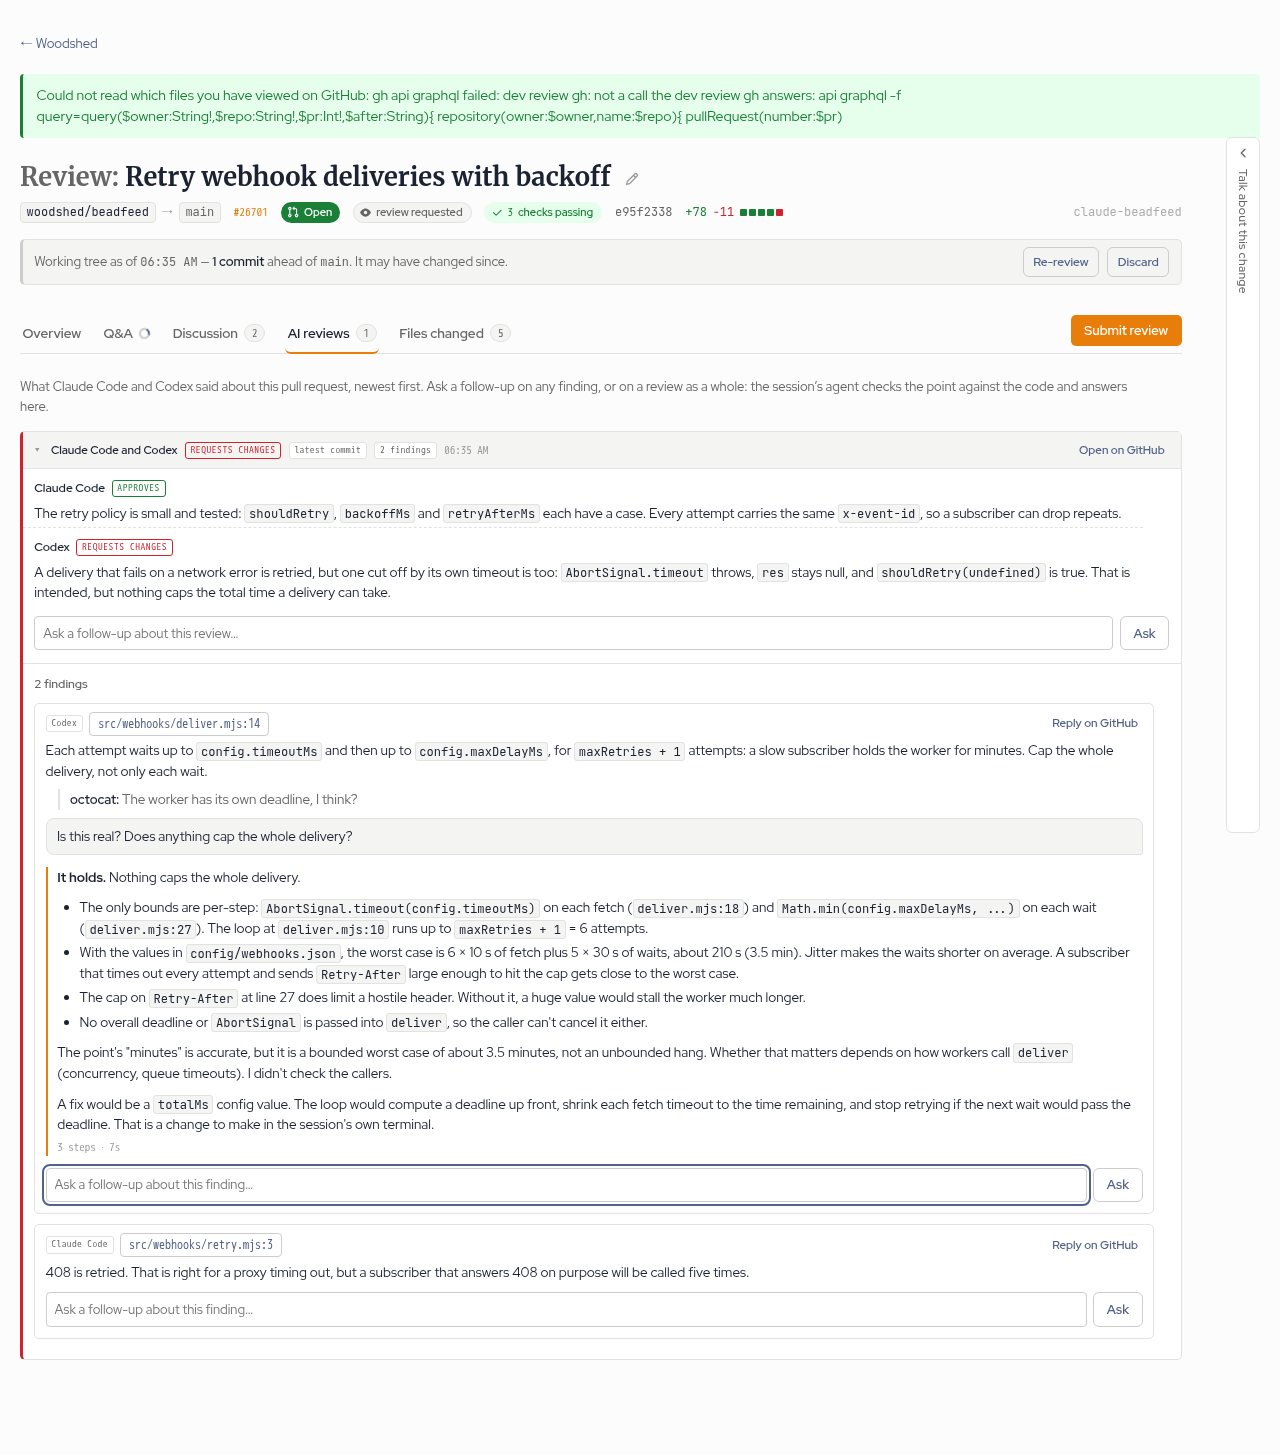 ← Woodshed
Could not read which files you have viewed on GitHub: gh api graphql failed: dev review gh: not a call the dev review gh answers: api graphql -f
query=query($owner:String!,$repo:String!,$pr:Int!,$after:String){ repository(owner:$owner,name:$repo){ pullRequest(number:$pr)
Talk about this change
Review: Retry webhook deliveries with backoff
woodshed/beadfeed → main #26701 Open review requested 3 checks passing e95f2338 +78 -11 claude-beadfeed
Working tree as of 06:35 AM — 1 commit ahead of main. It may have changed since. Re-review Discard
Overview Q&A Discussion 2 AI reviews 1 Files changed 5 Submit review
What Claude Code and Codex said about this pull request, newest first. Ask a follow-up on any finding, or on a review as a whole: the session's agent checks the point against the code and answers
here.
Claude Code and Codex REQUESTS CHANGES latest commit 2 findings 06:35 AM Open on GitHub
Claude Code APPROVES
The retry policy is small and tested: shouldRetry, backoffMs and retryAfterMs each have a case. Every attempt carries the same x-event-id, so a subscriber can drop repeats.
Codex REQUESTS CHANGES
A delivery that fails on a network error is retried, but one cut off by its own timeout is too: AbortSignal.timeout throws, res stays null, and shouldRetry(undefined) is true. That is
intended, but nothing caps the total time a delivery can take.
Ask a follow-up about this review… Ask
2 findings
Codex src/webhooks/deliver.mjs:14 Reply on GitHub
Each attempt waits up to config.timeoutMs and then up to config.maxDelayMs, for maxRetries + 1 attempts: a slow subscriber holds the worker for minutes. Cap the whole
delivery, not only each wait.
octocat: The worker has its own deadline, I think?
Is this real? Does anything cap the whole delivery?
It holds. Nothing caps the whole delivery.
• The only bounds are per-step: AbortSignal.timeout(config.timeoutMs) on each fetch (deliver.mjs:18) and Math.min(config.maxDelayMs, ...) on each wait
(deliver.mjs:27). The loop at deliver.mjs:10 runs up to maxRetries + 1 = 6 attempts.
• With the values in config/webhooks.json, the worst case is 6 × 10 s of fetch plus 5 × 30 s of waits, about 210 s (3.5 min). Jitter makes the waits shorter on average. A subscriber
that times out every attempt and sends Retry-After large enough to hit the cap gets close to the worst case.
• The cap on Retry-After at line 27 does limit a hostile header. Without it, a huge value would stall the worker much longer.
• No overall deadline or AbortSignal is passed into deliver, so the caller can't cancel it either.
The point's "minutes" is accurate, but it is a bounded worst case of about 3.5 minutes, not an unbounded hang. Whether that matters depends on how workers call deliver
(concurrency, queue timeouts). I didn't check the callers.
A fix would be a totalMs config value. The loop would compute a deadline up front, shrink each fetch timeout to the time remaining, and stop retrying if the next wait would pass the
deadline. That is a change to make in the session's own terminal.
3 steps · 7s
Ask a follow-up about this finding… Ask
Claude Code src/webhooks/retry.mjs:3 Reply on GitHub
408 is retried. That is right for a proxy timing out, but a subscriber that answers 408 on purpose will be called five times.
Ask a follow-up about this finding… Ask